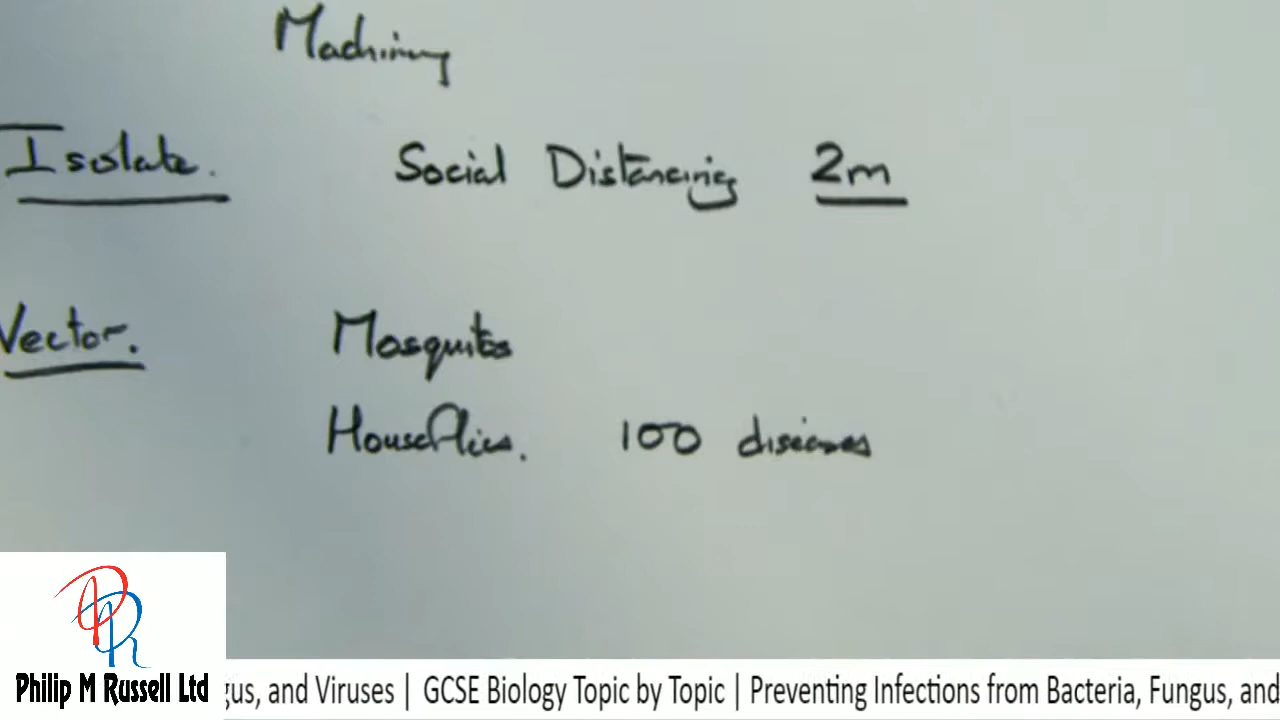 Machinery
Isolate. Social Distancing 2m
Vector. Mosquitos
Houseflies. 100 diseases
Philip M Russell Ltd
gus, and Viruses | GCSE Biology Topic by Topic | Preventing Infections from Bacteria, Fungus, and